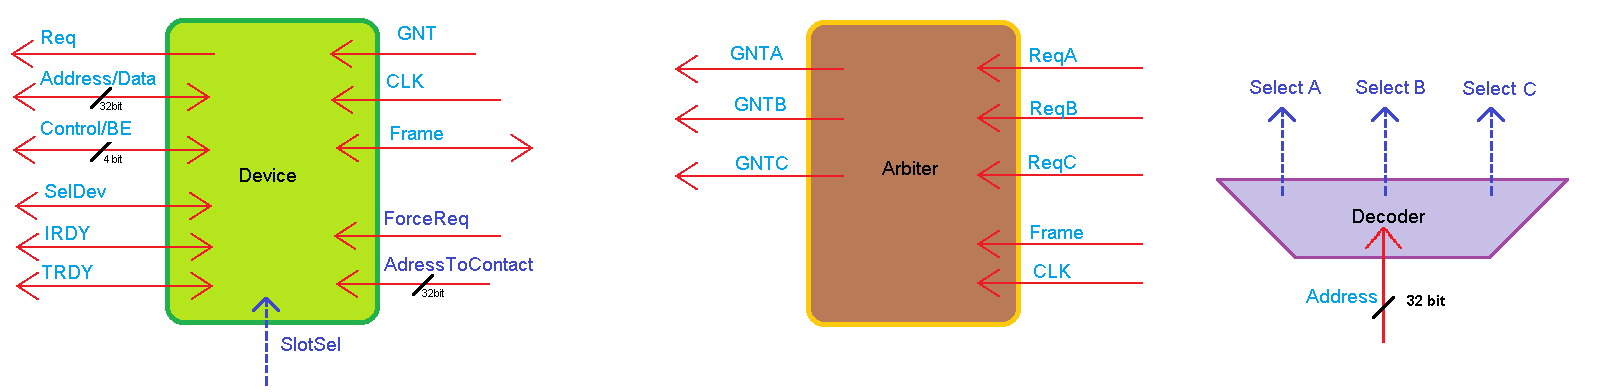 Req
GNT
Address/Data
32bit
CLK
Control/BE
4 bit
Frame
Device
SelDev
ForceReq
IRDY
TRDY
AdressToContact
32bit
SlotSel
GNTA
ReqA
GNTB
ReqB
GNTC
ReqC
Arbiter
Frame
CLK
Select A
Select B
Select C
Decoder
Address
32 bit